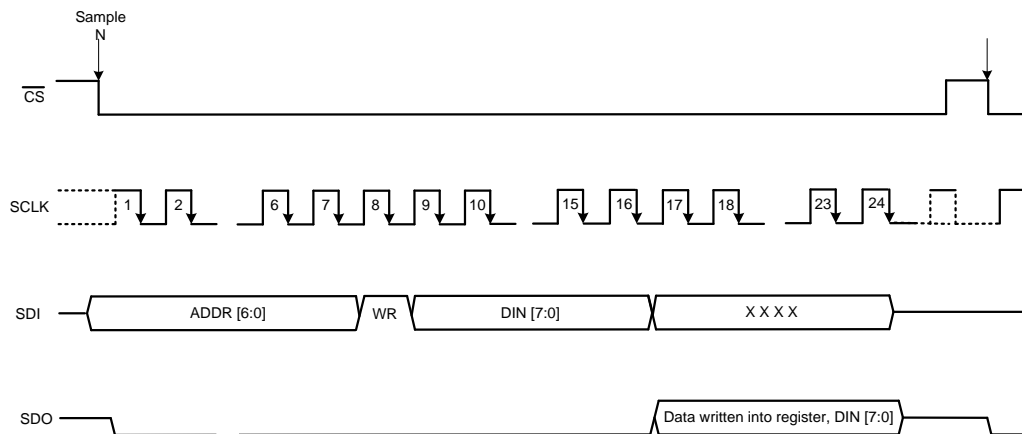 Sample
N
CS
SCLK
1 2 6 7 8 9 10 15 16 17 18 23 24
SDI
ADDR [6:0] WR DIN [7:0] X X X X
SDO
Data written into register, DIN [7:0]